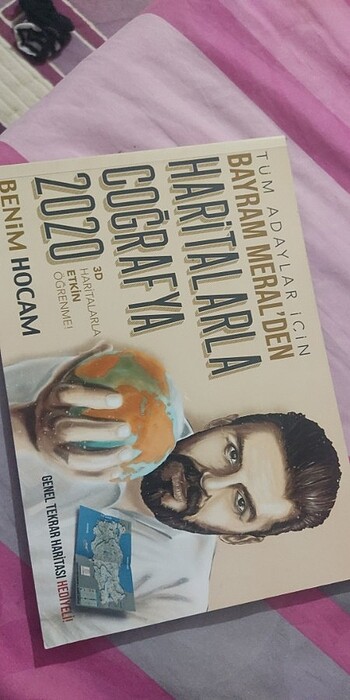 TÜM ADAYLAR İÇİN
BAYRAM MERAL'DEN
HARİTALARLA
COĞRAFYA
2020
3D
HARİTALARLA
ETKİN
ÖĞRENME!
BENİM HOCAM
GENEL TEKRAR HARİTASI HEDİYELİ!